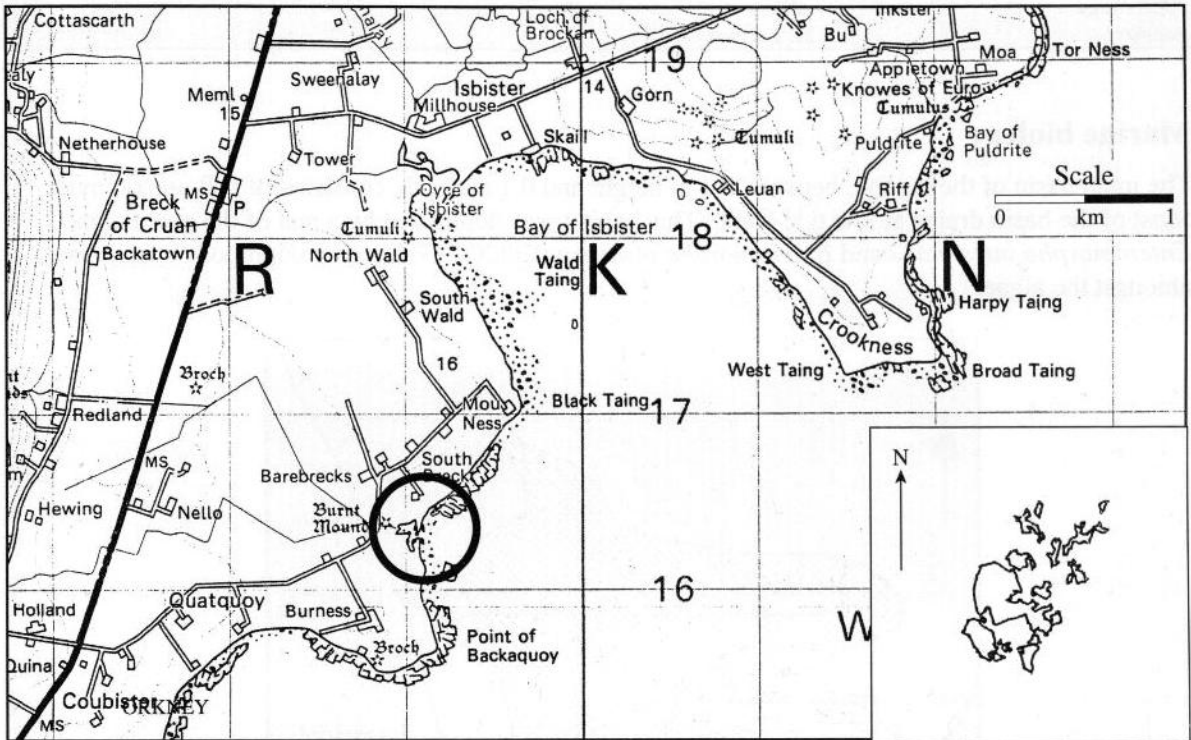 Cottascarth
Loch of
Brockan
Inkster
Bu
Moa
Tor Ness
19
Sweenalay
Isbister
Appietown
Meml
15
Millhouse
14
Gorn
Knowes of Euro
Tumulus
Netherhouse
Skaill
Tumuli
Bay of
Puldrite
Puldrite
Tower
MS
P
Oyce of
Isbister
Leuan
Riff
Scale
0 km 1
Breck
of Cruan
Tumuli
Bay of Isbister
18
Backatown
R
North Wald
K
N
Wald
Taing
South
Wald
Harpy Taing
Crookness
16
Broch
West Taing
Broad Taing
Redland
Mou
Ness
Black Taing
17
MS
Barebrecks
South
N
Hewing
Nello
Burnt
Mound
16
Holland
Quatquoy
Burness
W
Point of
Backaquoy
Broch
Quina
Coubister
ORKNEY
MS